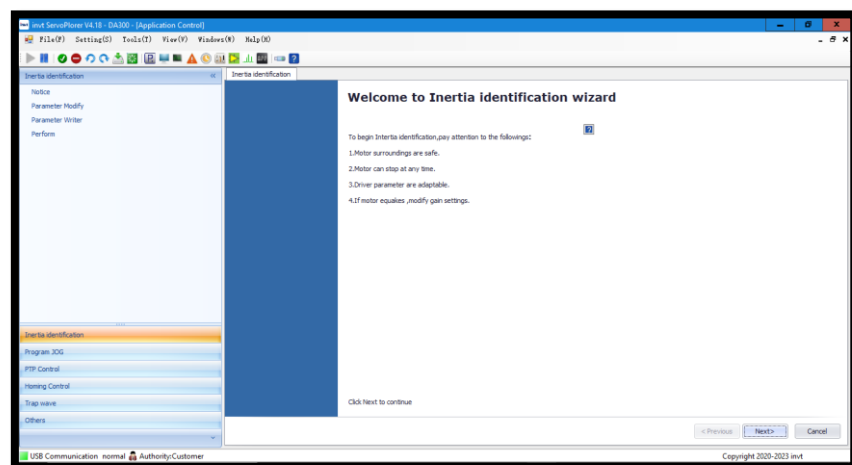 invt ServoPlorer V4.18 - DA300 - [Application Control]
File(F) Setting(S) Tools(T) View(V) Windows(W) Help(H)
Inertia identification
Inertia identification
Notice
Parameter Modify
Parameter Writer
Perform
Welcome to Inertia identification wizard
To begin Intertia identification,pay attention to the followings:
1.Motor surroundings are safe.
2.Motor can stop at any time.
3.Driver parameter are adaptable.
4.If motor equakes ,modify gain settings.
Inertia identification
Program JOG
PTP Control
Homing Control
Trap wave
Others
Click Next to continue
< Previous Next> Cancel
USB Communication normal Authority:Customer Copyright 2020-2023 invt